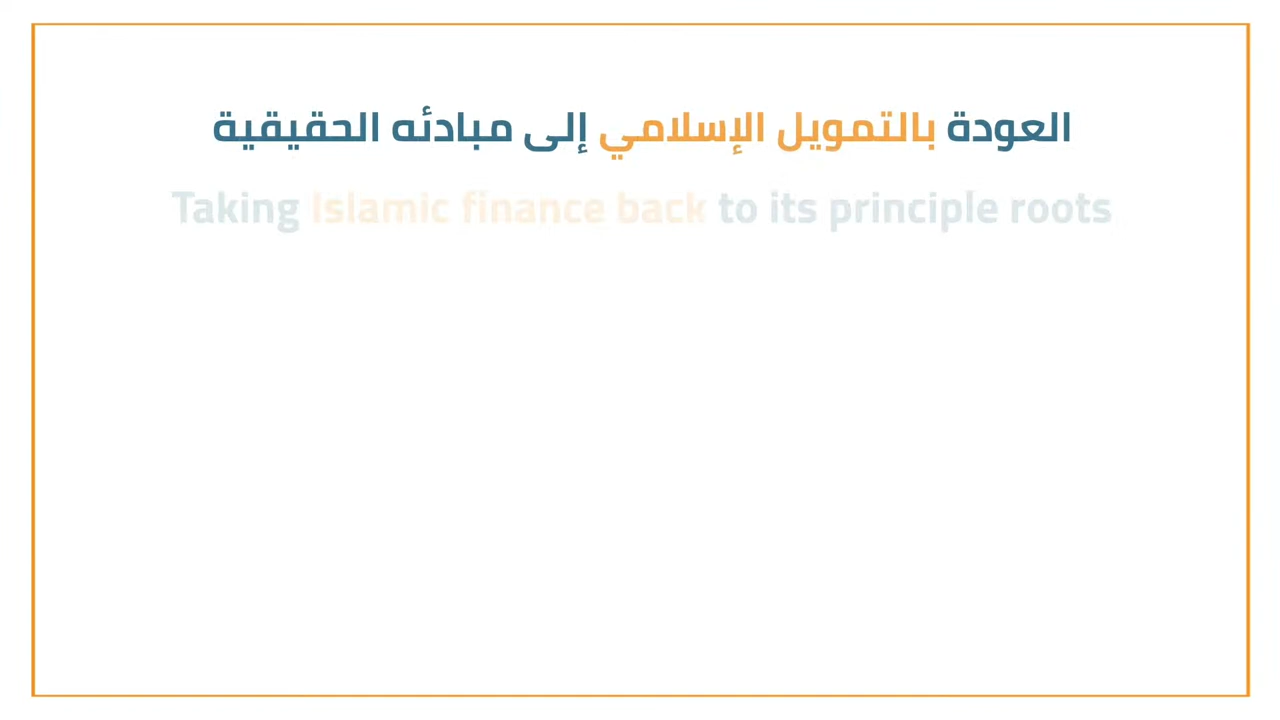 العودة بالتمويل الإسلامي إلى مبادئه الحقيقية
Taking Islamic finance back to its principle roots